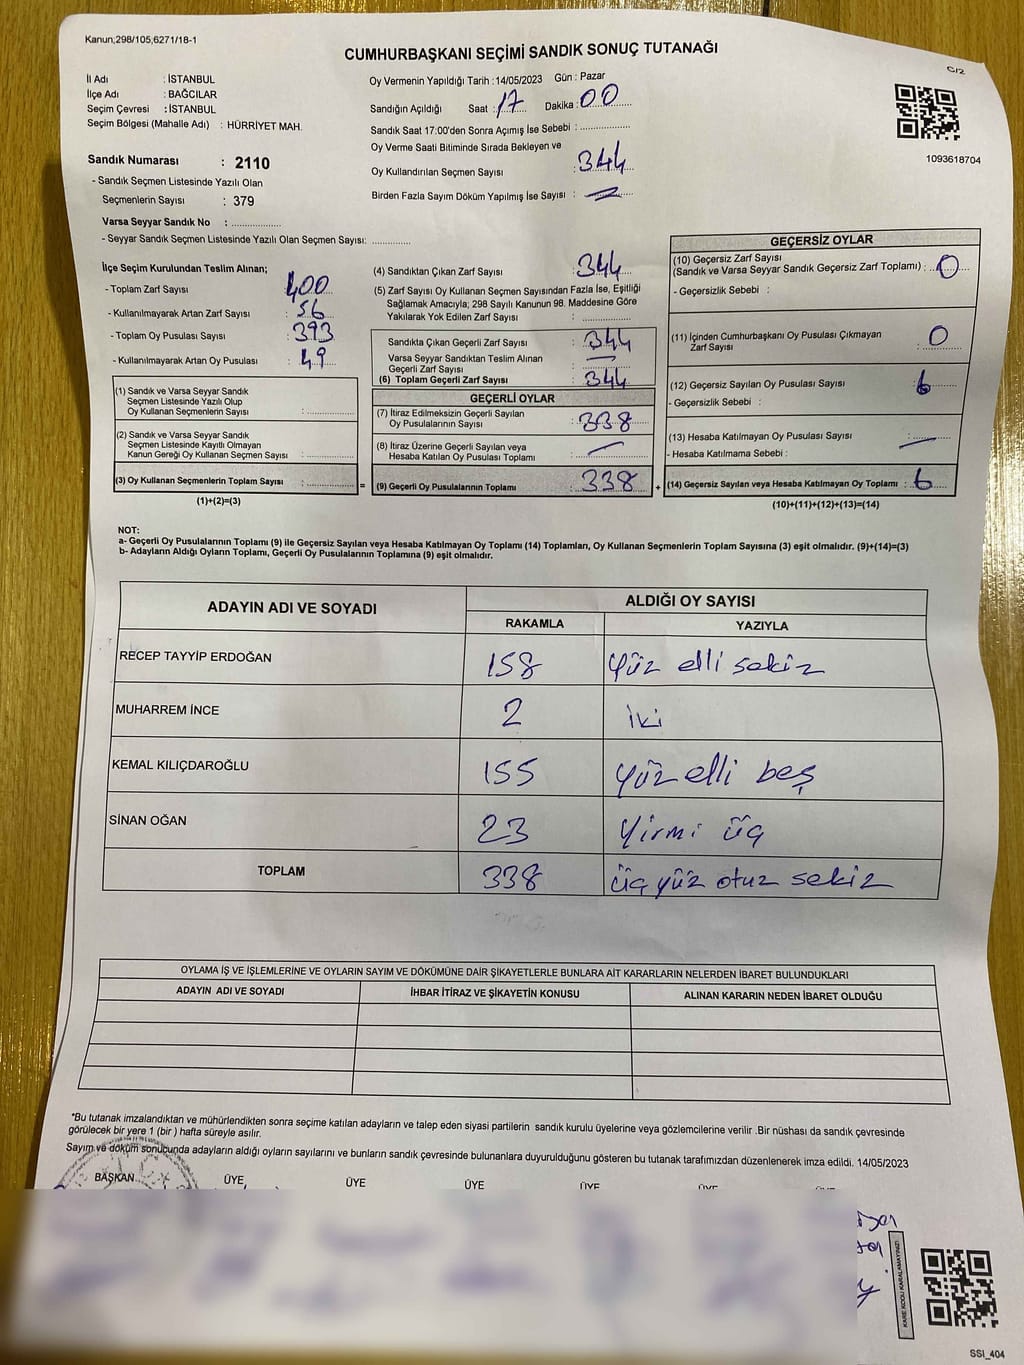 Kanun;298/105;6271/18-1
CUMHURBAŞKANI SEÇİMİ SANDIK SONUÇ TUTANAĞI
C/2
İl Adı : İSTANBUL
İlçe Adı : BAĞCILAR
Seçim Çevresi : İSTANBUL
Seçim Bölgesi (Mahalle Adı) : HÜRRİYET MAH.
Sandık Numarası : 2110
- Sandık Seçmen Listesinde Yazılı Olan
Seçmenlerin Sayısı : 379
Varsa Seyyar Sandık No : ................
- Seyyar Sandık Seçmen Listesinde Yazılı Olan Seçmen Sayısı: ............
Oy Vermenin Yapıldığı Tarih : 14/05/2023 Gün : Pazar
Sandığın Açıldığı Saat : 17 Dakika : 00
Sandık Saat 17:00'den Sonra Açımış İse Sebebi : ................
Oy Verme Saati Bitiminde Sırada Bekleyen ve
Oy Kullandırılan Seçmen Sayısı : 344
Birden Fazla Sayım Döküm Yapılmış İse Sayısı :
1093618704
İlçe Seçim Kurulundan Teslim Alınan;
- Toplam Zarf Sayısı : 400
- Kullanılmayarak Artan Zarf Sayısı : 56
- Toplam Oy Pusulası Sayısı : 393
- Kullanılmayarak Artan Oy Pusulası : 49
(1) Sandık ve Varsa Seyyar Sandık
Seçmen Listesinde Yazılı Olup
Oy Kullanan Seçmenlerin Sayısı : ................
(2) Sandık ve Varsa Seyyar Sandık
Seçmen Listesinde Kayıtlı Olmayan
Kanun Gereği Oy Kullanan Seçmen Sayısı : ................
(3) Oy Kullanan Seçmenlerin Toplam Sayısı : ................ =
(1)+(2)=(3)
(4) Sandıktan Çıkan Zarf Sayısı : 344
(5) Zarf Sayısı Oy Kullanan Seçmen Sayısından Fazla İse, Eşitliği
Sağlamak Amacıyla; 298 Sayılı Kanunun 98. Maddesine Göre
Yakılarak Yok Edilen Zarf Sayısı : ................
Sandıkta Çıkan Geçerli Zarf Sayısı : 344
Varsa Seyyar Sandıktan Teslim Alınan
Geçerli Zarf Sayısı : —
(6) Toplam Geçerli Zarf Sayısı : 344
GEÇERLİ OYLAR
(7) İtiraz Edilmeksizin Geçerli Sayılan
Oy Pusulalarının Sayısı : 338
(8) İtiraz Üzerine Geçerli Sayılan veya
Hesaba Katılan Oy Pusulası Toplamı : —
(9) Geçerli Oy Pusulalarının Toplamı : 338 +
GEÇERSİZ OYLAR
(10) Geçersiz Zarf Sayısı
(Sandık ve Varsa Seyyar Sandık Geçersiz Zarf Toplamı) : 0
- Geçersizlik Sebebi :
(11) İçinden Cumhurbaşkanı Oy Pusulası Çıkmayan
Zarf Sayısı : 0
(12) Geçersiz Sayılan Oy Pusulası Sayısı : 6
- Geçersizlik Sebebi :
(13) Hesaba Katılmayan Oy Pusulası Sayısı : —
- Hesaba Katılmama Sebebi :
(14) Geçersiz Sayılan veya Hesaba Katılmayan Oy Toplamı : 6
(10)+(11)+(12)+(13)=(14)
NOT:
a- Geçerli Oy Pusulalarının Toplamı (9) ile Geçersiz Sayılan veya Hesaba Katılmayan Oy Toplamı (14) Toplamları, Oy Kullanan Seçmenlerin Toplam Sayısına (3) eşit olmalıdır. (9)+(14)=(3)
b- Adayların Aldığı Oyların Toplamı, Geçerli Oy Pusulalarının Toplamına (9) eşit olmalıdır.
ADAYIN ADI VE SOYADI ALDIĞI OY SAYISI
RAKAMLA YAZIYLA
RECEP TAYYİP ERDOĞAN 158 Yüz elli sekiz
MUHARREM İNCE 2 iki
KEMAL KILIÇDAROĞLU 155 Yüz elli beş
SİNAN OĞAN 23 Yirmi üç
TOPLAM 338 üç yüz otuz sekiz
OYLAMA İŞ VE İŞLEMLERİNE VE OYLARIN SAYIM VE DÖKÜMÜNE DAİR ŞİKAYETLERLE BUNLARA AİT KARARLARIN NELERDEN İBARET BULUNDUKLARI
ADAYIN ADI VE SOYADI İHBAR İTİRAZ VE ŞİKAYETİN KONUSU ALINAN KARARIN NEDEN İBARET OLDUĞU
*Bu tutanak imzalandıktan ve mühürlendikten sonra seçime katılan adayların ve talep eden siyasi partilerin sandık kurulu üyelerine veya gözlemcilerine verilir .Bir nüshası da sandık çevresinde
görülecek bir yere 1 (bir ) hafta süreyle asılır.
Sayım ve döküm sonucunda adayların aldığı oyların sayılarını ve bunların sandık çevresinde bulunanlara duyurulduğunu gösteren bu tutanak tarafımızdan düzenlenerek imza edildi. 14/05/2023
BAŞKAN ÜYE ÜYE ÜYE ÜYE ÜYE
KARE KODU KARALAMAYINIZ!
SSI_404